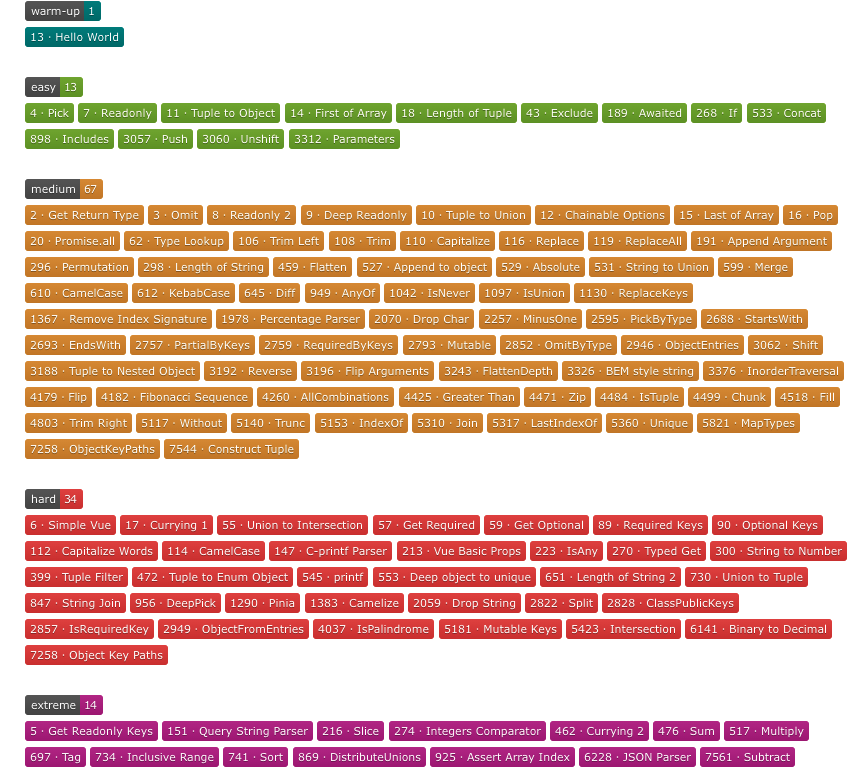 warm-up 1
13 · Hello World
easy 13
4 · Pick 7 · Readonly 11 · Tuple to Object 14 · First of Array 18 · Length of Tuple 43 · Exclude 189 · Awaited 268 · If 533 · Concat
898 · Includes 3057 · Push 3060 · Unshift 3312 · Parameters
medium 67
2 · Get Return Type 3 · Omit 8 · Readonly 2 9 · Deep Readonly 10 · Tuple to Union 12 · Chainable Options 15 · Last of Array 16 · Pop
20 · Promise.all 62 · Type Lookup 106 · Trim Left 108 · Trim 110 · Capitalize 116 · Replace 119 · ReplaceAll 191 · Append Argument
296 · Permutation 298 · Length of String 459 · Flatten 527 · Append to object 529 · Absolute 531 · String to Union 599 · Merge
610 · CamelCase 612 · KebabCase 645 · Diff 949 · AnyOf 1042 · IsNever 1097 · IsUnion 1130 · ReplaceKeys
1367 · Remove Index Signature 1978 · Percentage Parser 2070 · Drop Char 2257 · MinusOne 2595 · PickByType 2688 · StartsWith
2693 · EndsWith 2757 · PartialByKeys 2759 · RequiredByKeys 2793 · Mutable 2852 · OmitByType 2946 · ObjectEntries 3062 · Shift
3188 · Tuple to Nested Object 3192 · Reverse 3196 · Flip Arguments 3243 · FlattenDepth 3326 · BEM style string 3376 · InorderTraversal
4179 · Flip 4182 · Fibonacci Sequence 4260 · AllCombinations 4425 · Greater Than 4471 · Zip 4484 · IsTuple 4499 · Chunk 4518 · Fill
4803 · Trim Right 5117 · Without 5140 · Trunc 5153 · IndexOf 5310 · Join 5317 · LastIndexOf 5360 · Unique 5821 · MapTypes
7258 · ObjectKeyPaths 7544 · Construct Tuple
hard 34
6 · Simple Vue 17 · Currying 1 55 · Union to Intersection 57 · Get Required 59 · Get Optional 89 · Required Keys 90 · Optional Keys
112 · Capitalize Words 114 · CamelCase 147 · C-printf Parser 213 · Vue Basic Props 223 · IsAny 270 · Typed Get 300 · String to Number
399 · Tuple Filter 472 · Tuple to Enum Object 545 · printf 553 · Deep object to unique 651 · Length of String 2 730 · Union to Tuple
847 · String Join 956 · DeepPick 1290 · Pinia 1383 · Camelize 2059 · Drop String 2822 · Split 2828 · ClassPublicKeys
2857 · IsRequiredKey 2949 · ObjectFromEntries 4037 · IsPalindrome 5181 · Mutable Keys 5423 · Intersection 6141 · Binary to Decimal
7258 · Object Key Paths
extreme 14
5 · Get Readonly Keys 151 · Query String Parser 216 · Slice 274 · Integers Comparator 462 · Currying 2 476 · Sum 517 · Multiply
697 · Tag 734 · Inclusive Range 741 · Sort 869 · DistributeUnions 925 · Assert Array Index 6228 · JSON Parser 7561 · Subtract